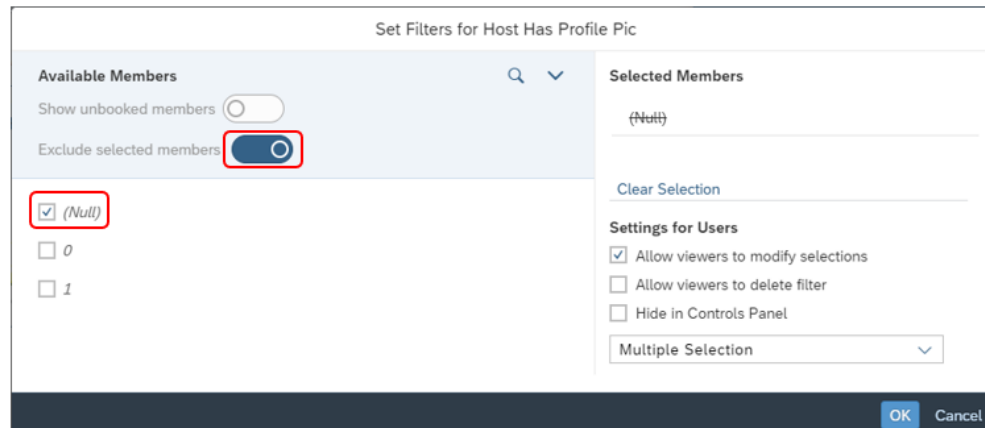 Set Filters for Host Has Profile Pic
Available Members
Show unbooked members
Exclude selected members
(Null)
0
1
Selected Members
(Null)
Clear Selection
Settings for Users
Allow viewers to modify selections
Allow viewers to delete filter
Hide in Controls Panel
Multiple Selection
OK Cancel